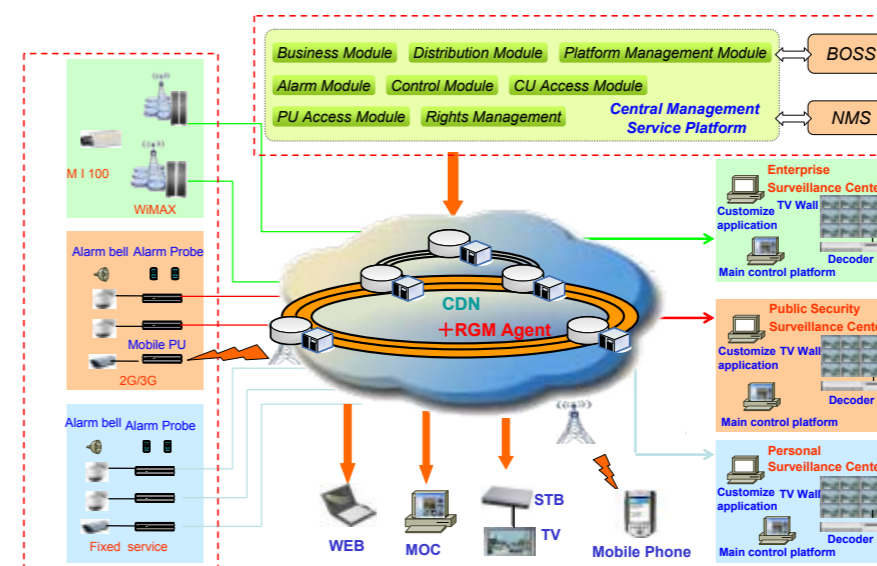 Business Module Distribution Module Platform Management Module
BOSS
Alarm Module Control Module CU Access Module
PU Access Module Rights Management
Central Management
Service Platform
NMS
M I 100
WiMAX
Alarm bell Alarm Probe
Mobile PU
2G/3G
Alarm bell Alarm Probe
Fixed service
CDN
+RGM Agent
WEB
MOC
STB
TV
Mobile Phone
Enterprise
Surveillance Cente
Customize TV Wall
application
Decoder
Main control platform
Public Security
Surveillance Cente
Customize TV Wall
application
Decoder
Main control platform
Personal
Surveillance Cente
Customize TV Wall
application
Decoder
Main control platform